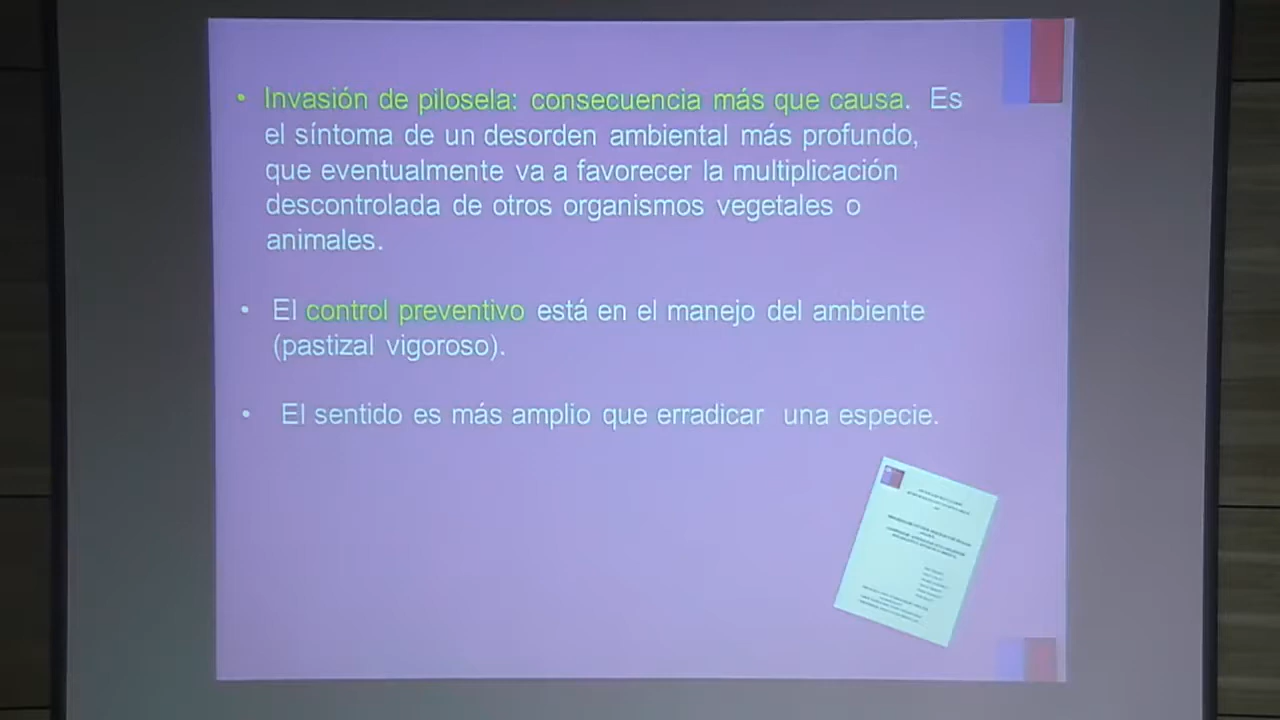 • Invasión de pilosela: consecuencia más que causa. Es
el síntoma de un desorden ambiental más profundo,
que eventualmente va a favorecer la multiplicación
descontrolada de otros organismos vegetales o
animales.
• El control preventivo está en el manejo del ambiente
(pastizal vigoroso).
• El sentido es más amplio que erradicar una especie.